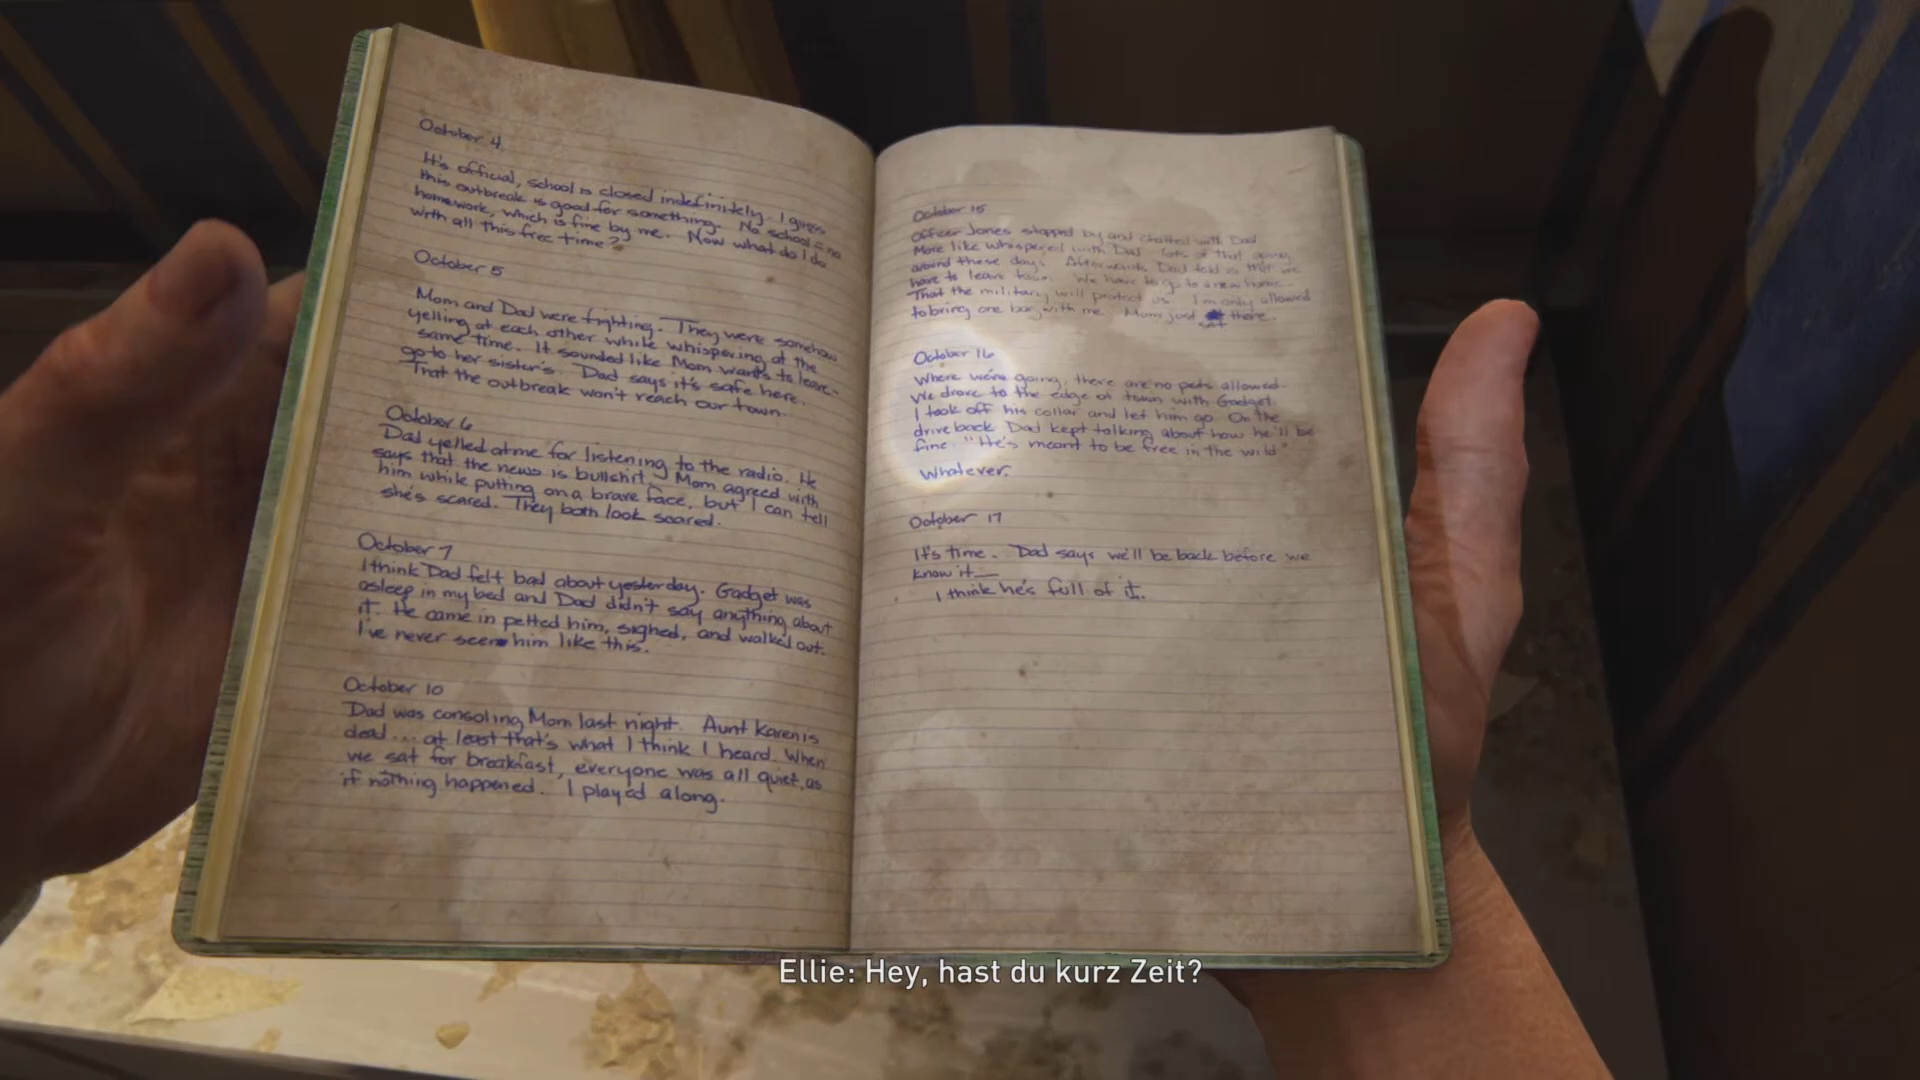 October 4
It's official, school is closed indefinitely. I guess
this outbreak is good for something. No school = no
homework, which is fine by me. Now what do I do
with all this free time?
October 5
Mom and Dad were fighting. They were somehow
yelling at each other while whispering at the
same time. It sounded like Mom wants to leave-
go to her sister's. Dad says it's safe here.
That the outbreak won't reach our town.
October 6
Dad yelled at me for listening to the radio. He
says that the news is bullshit. Mom agreed with
him while putting on a brave face, but I can tell
she's scared. They both look scared.
October 7
I think Dad felt bad about yesterday. Gadget was
asleep in my bed and Dad didn't say anything about
it. He came in petted him, sighed, and walked out.
I've never seen him like this.
October 10
Dad was consoling Mom last night. Aunt Karen is
dead... at least that's what I think I heard. When
we sat for breakfast, everyone was all quiet, as
if nothing happened. I played along.
October 15
Officer Jones stopped by and chatted with Dad
More like whispered with Dad. Lots of that going
around these days. Afterwards Dad told us that we
have to leave town. We have to go to a new home.
That the military will protect us. I'm only allowed
to bring one bag with me. Mom just sat there.
October 16
Where we're going, there are no pets allowed.
We drove to the edge of town with Gadget.
I took off his collar and let him go. On the
drive back Dad kept talking about how he'll be
fine. "He's meant to be free in the wild"
Whatever.
October 17
It's time. Dad says we'll be back before we
know it—
I think he's full of it.
Ellie: Hey, hast du kurz Zeit?